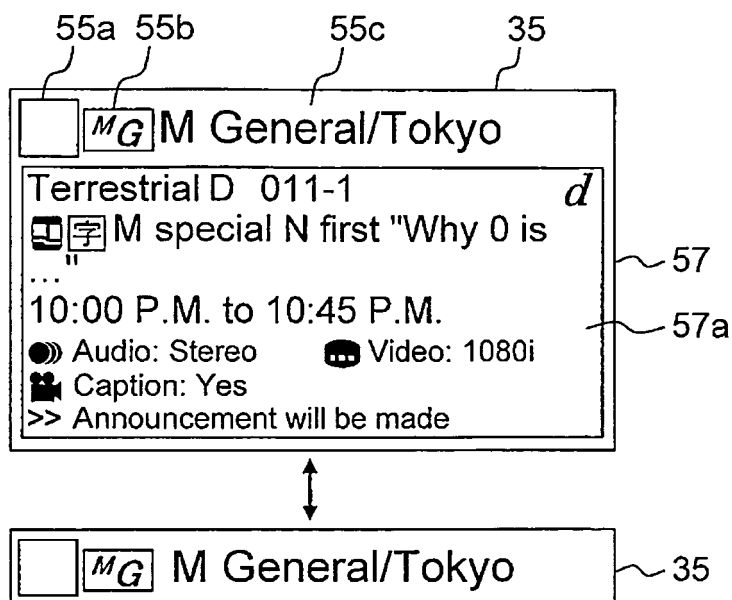 55a 55b 55c 35
MG M General/Tokyo
Terrestrial D 011-1 d
字 M special N first "Why 0 is
..."
10:00 P.M. to 10:45 P.M.
57
57a
Audio: Stereo Video: 1080i
Caption: Yes
>> Announcement will be made
MG M General/Tokyo 35